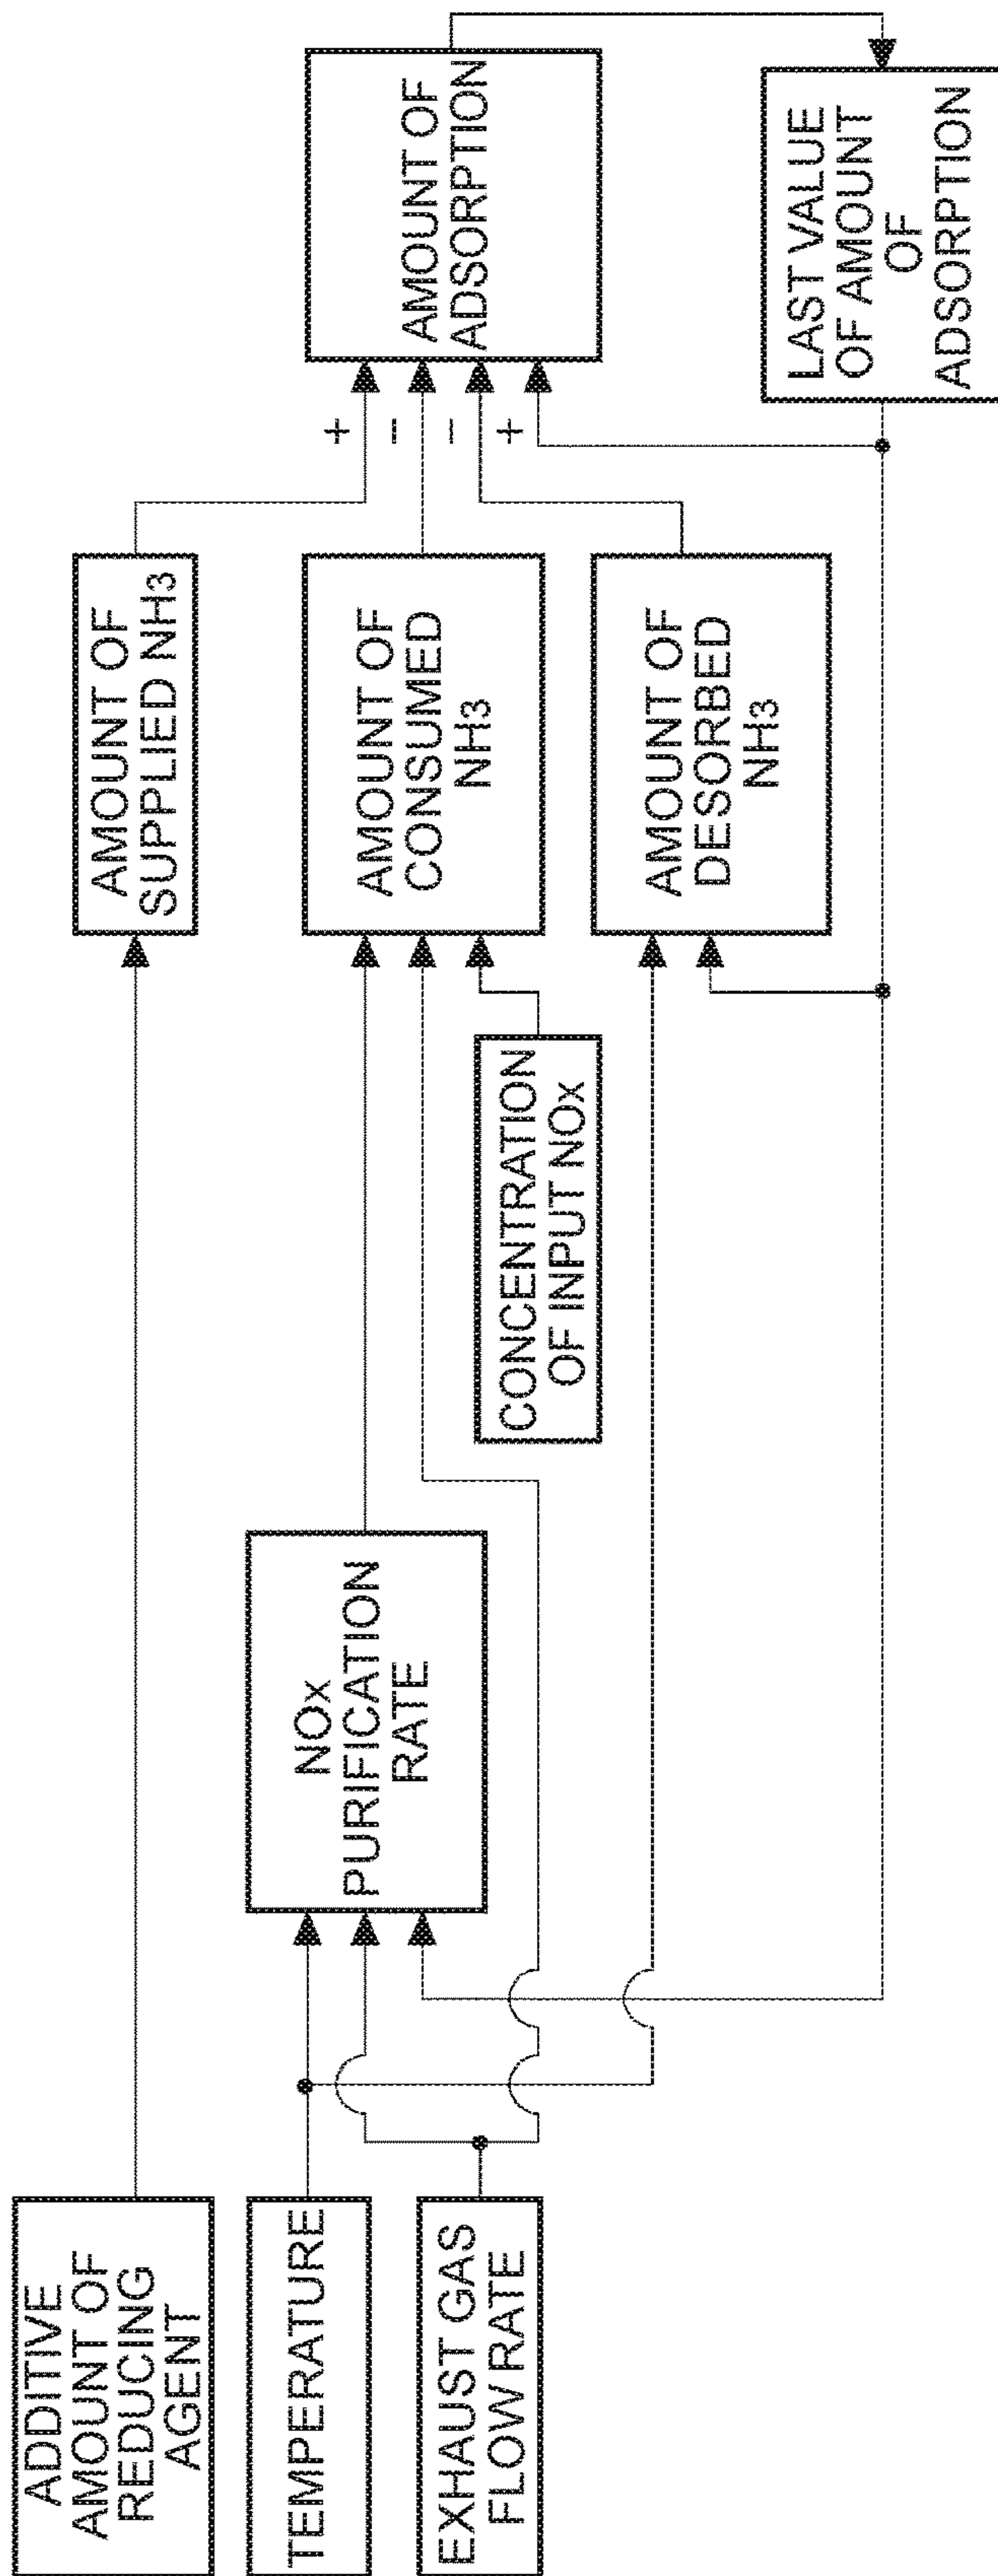 ADDITIVE
AMOUNT OF
REDUCING
AGENT
TEMPERATURE
EXHAUST GAS
FLOW RATE
NOx
PURIFICATION
RATE
CONCENTRATION
OF INPUT NOx
AMOUNT OF
SUPPLIED NH3
AMOUNT OF
CONSUMED
NH3
AMOUNT OF
DESORBED
NH3
+
-
-
+
AMOUNT OF
ADSORPTION
LAST VALUE
OF AMOUNT
OF
ADSORPTION